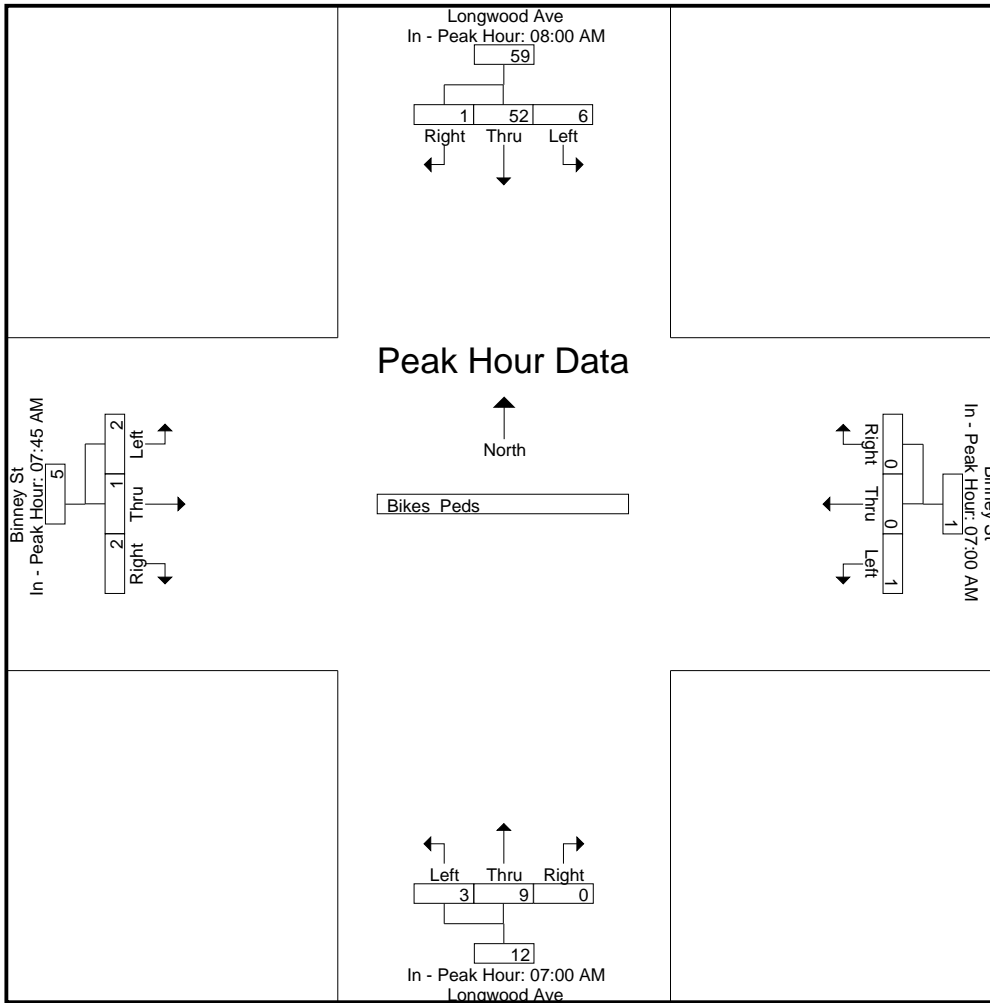 Longwood Ave
In - Peak Hour: 08:00 AM
59
1 52 6
Right Thru Left
Peak Hour Data
North
Bikes Peds
Binney St
In - Peak Hour: 07:45 AM
5
2 1 2
Left Thru Right
Binney St
In - Peak Hour: 07:00 AM
1
0 0 1
Right Thru Left
Left Thru Right
3 9 0
12
In - Peak Hour: 07:00 AM
Longwood Ave